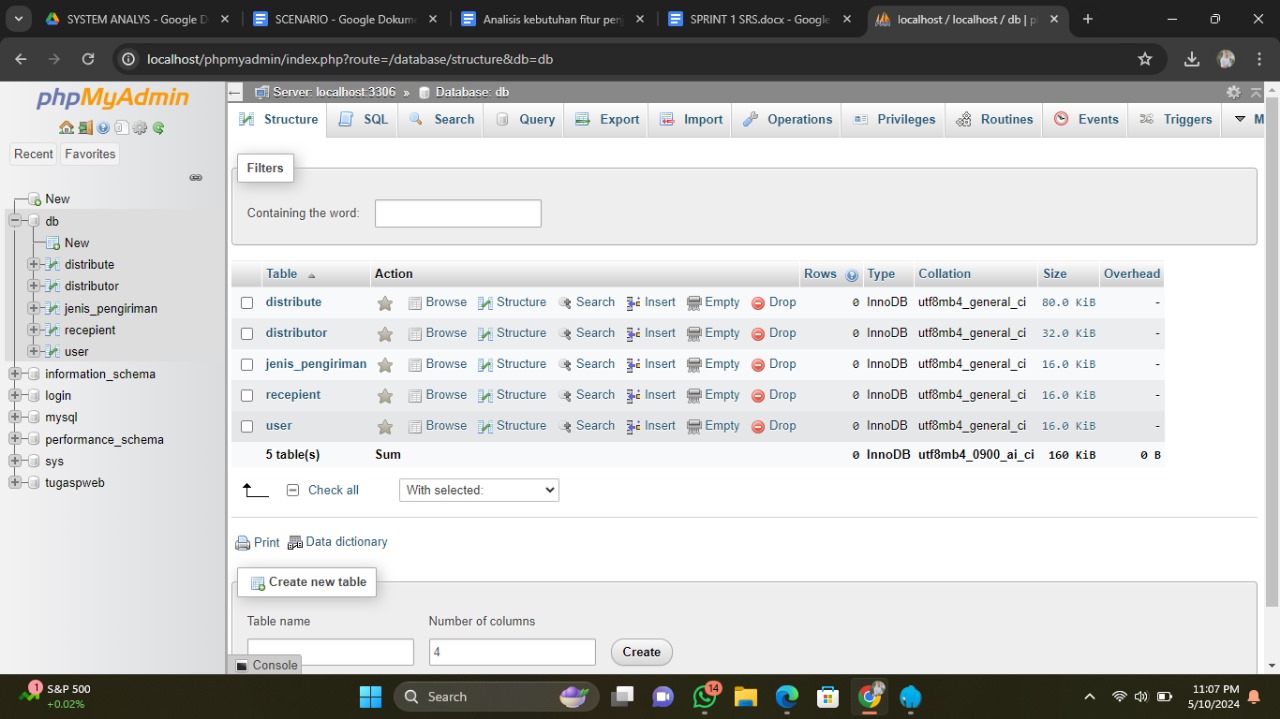 SYSTEM ANALYS - Google D
SCENARIO - Google Dokume
Analisis kebutuhan fitur pen
SPRINT 1 SRS.docx - Google
localhost / localhost / db | p
localhost/phpmyadmin/index.php?route=/database/structure&db=db
phpMyAdmin
Recent Favorites
New
db
New
distribute
distributor
jenis_pengiriman
recepient
user
information_schema
login
mysql
performance_schema
sys
tugaspweb
Server: localhost:3306 » Database: db
Structure SQL Search Query Export Import Operations Privileges Routines Events Triggers M
Filters
Containing the word:
Table Action Rows Type Collation Size Overhead
distribute Browse Structure Search Insert Empty Drop 0 InnoDB utf8mb4_general_ci 80.0 KiB -
distributor Browse Structure Search Insert Empty Drop 0 InnoDB utf8mb4_general_ci 32.0 KiB -
jenis_pengiriman Browse Structure Search Insert Empty Drop 0 InnoDB utf8mb4_general_ci 16.0 KiB -
recepient Browse Structure Search Insert Empty Drop 0 InnoDB utf8mb4_general_ci 16.0 KiB -
user Browse Structure Search Insert Empty Drop 0 InnoDB utf8mb4_general_ci 16.0 KiB -
5 table(s) Sum 0 InnoDB utf8mb4_0900_ai_ci 160 KiB 0 B
Check all With selected:
Print Data dictionary
Create new table
Table name Number of columns
4 Create
Console
1 S&P 500
+0.02%
Search
14
11:07 PM
5/10/2024